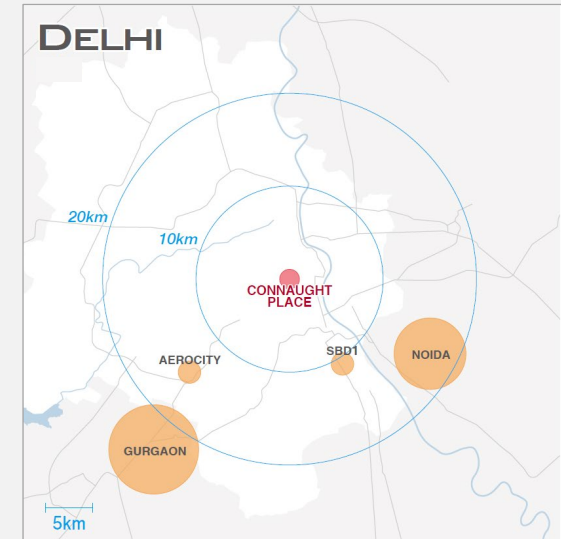 DELHI
20km
10km
CONNAUGHT
PLACE
AEROCITY
SBD1
NOIDA
GURGAON
5km